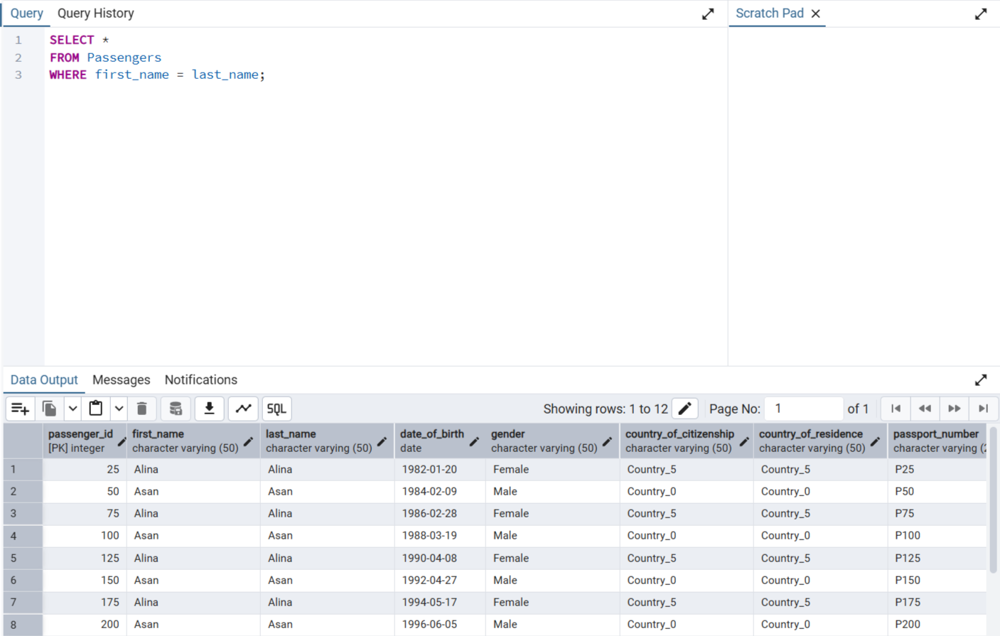 Query Query History Scratch Pad
1 SELECT *
2 FROM Passengers
3 WHERE first_name = last_name;
Data Output Messages Notifications
SQL Showing rows: 1 to 12 Page No: 1 of 1
passenger_id first_name last_name date_of_birth gender country_of_citizenship country_of_residence passport_number
[PK] integer character varying (50) character varying (50) date character varying (50) character varying (50) character varying (50) character varying (2
1 25 Alina Alina 1982-01-20 Female Country_5 Country_5 P25
2 50 Asan Asan 1984-02-09 Male Country_0 Country_0 P50
3 75 Alina Alina 1986-02-28 Female Country_5 Country_5 P75
4 100 Asan Asan 1988-03-19 Male Country_0 Country_0 P100
5 125 Alina Alina 1990-04-08 Female Country_5 Country_5 P125
6 150 Asan Asan 1992-04-27 Male Country_0 Country_0 P150
7 175 Alina Alina 1994-05-17 Female Country_5 Country_5 P175
8 200 Asan Asan 1996-06-05 Male Country_0 Country_0 P200